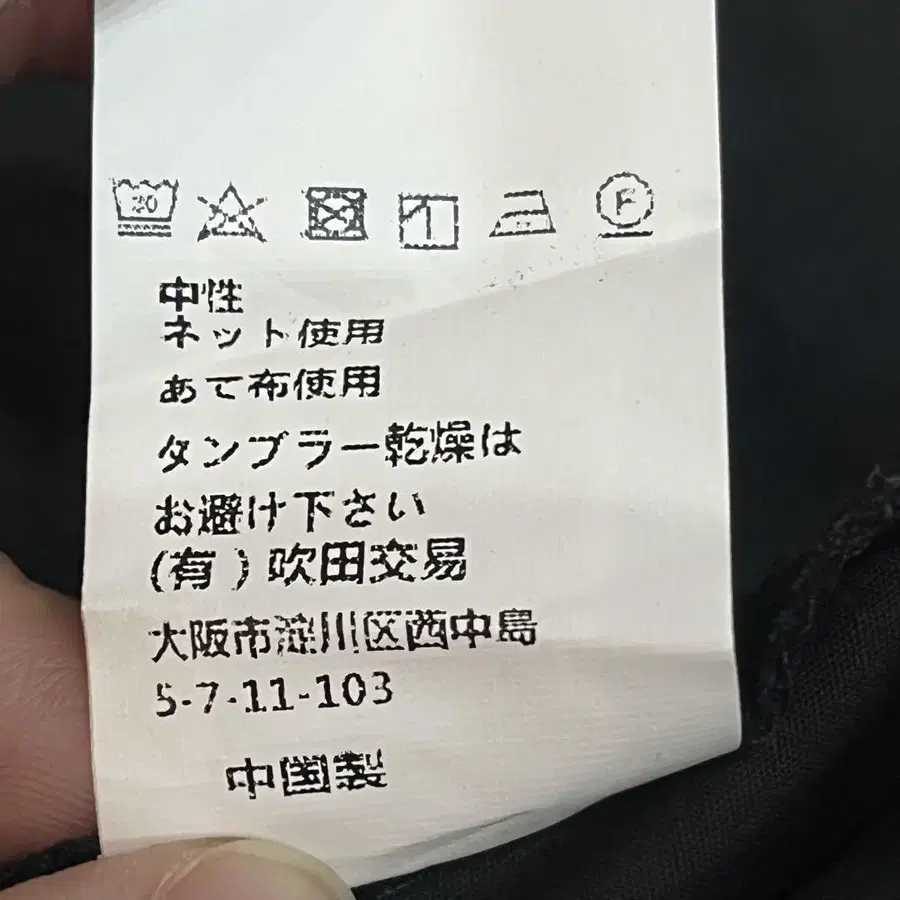 30
F
中性
ネット使用
あて布使用
タンブラー乾燥は
お避け下さい
(有)吹田交易
大阪市淀川区西中島
5-7-11-103
中国製